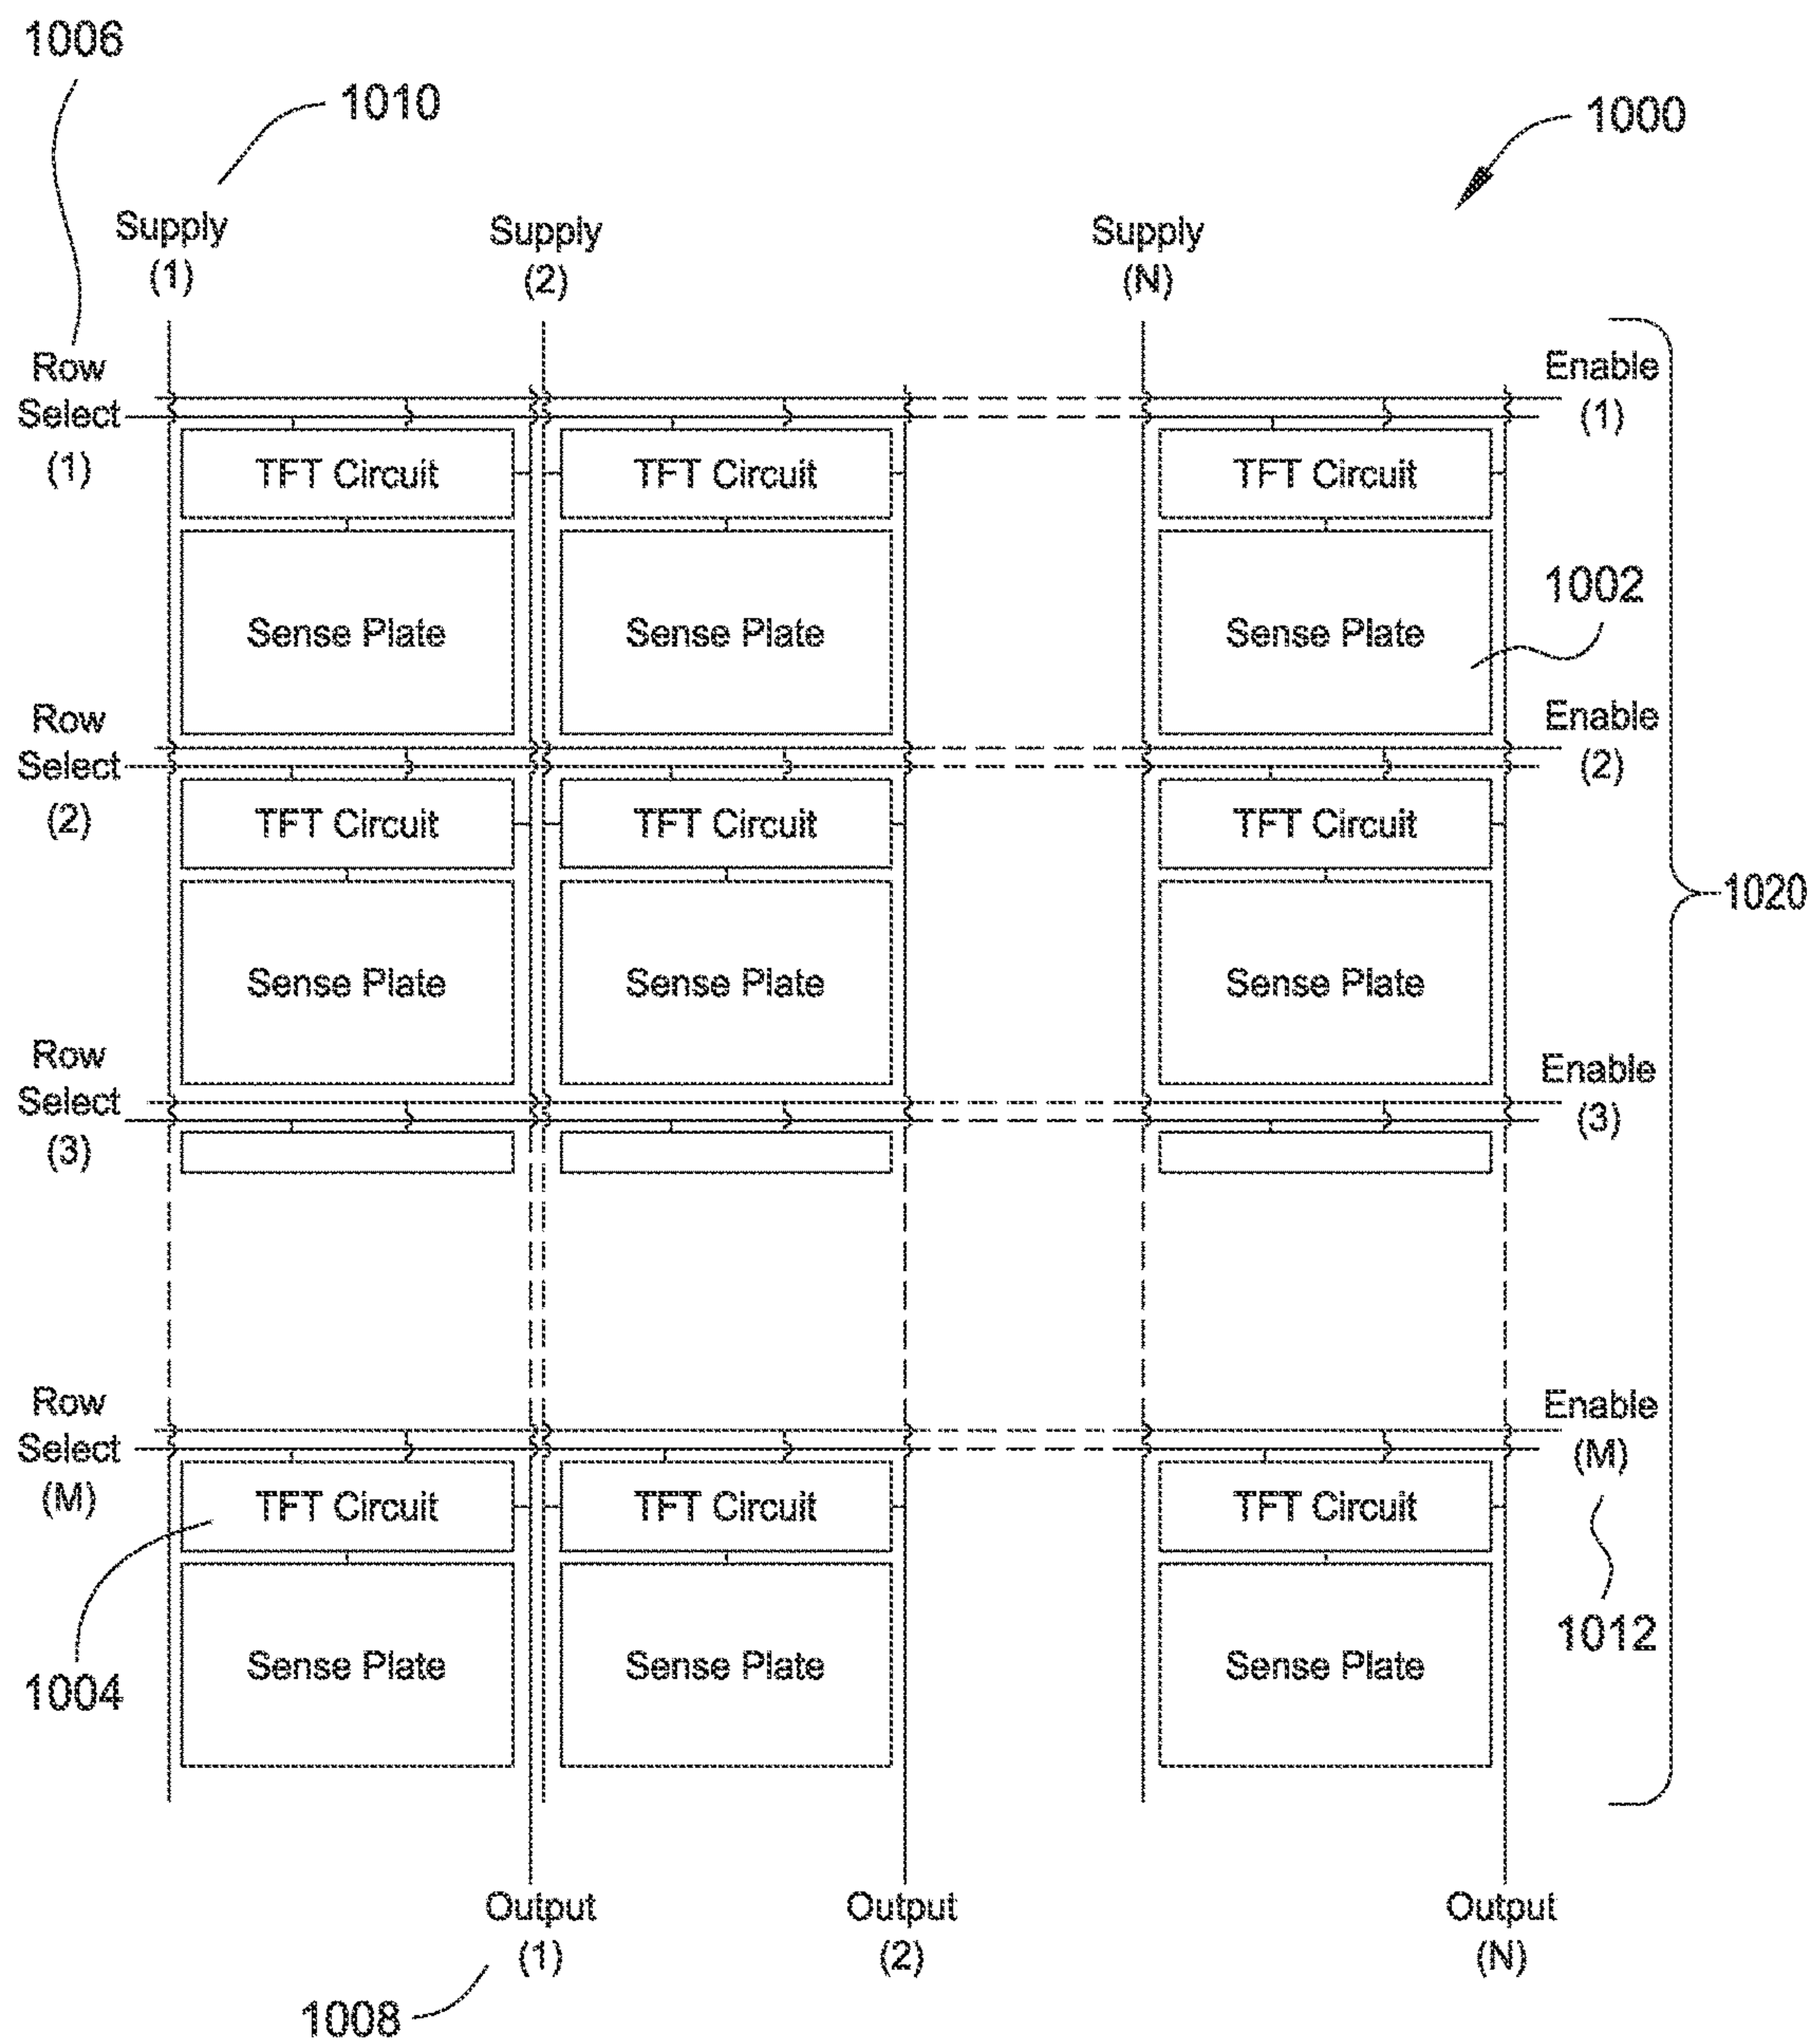 1006
1010
1000
Supply
(1)
Supply
(2)
Supply
(N)
Row
Select
(1)
Enable
(1)
TFT Circuit
TFT Circuit
TFT Circuit
Sense Plate
Sense Plate
Sense Plate
1002
Row
Select
(2)
Enable
(2)
TFT Circuit
TFT Circuit
TFT Circuit
1020
Sense Plate
Sense Plate
Sense Plate
Row
Select
(3)
Enable
(3)
Row
Select
(M)
Enable
(M)
TFT Circuit
TFT Circuit
TFT Circuit
1012
1004
Sense Plate
Sense Plate
Sense Plate
Output
(1)
Output
(2)
Output
(N)
1008